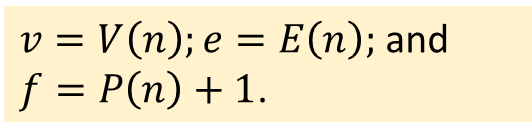 v = V(n); e = E(n); and
f = P(n) + 1.